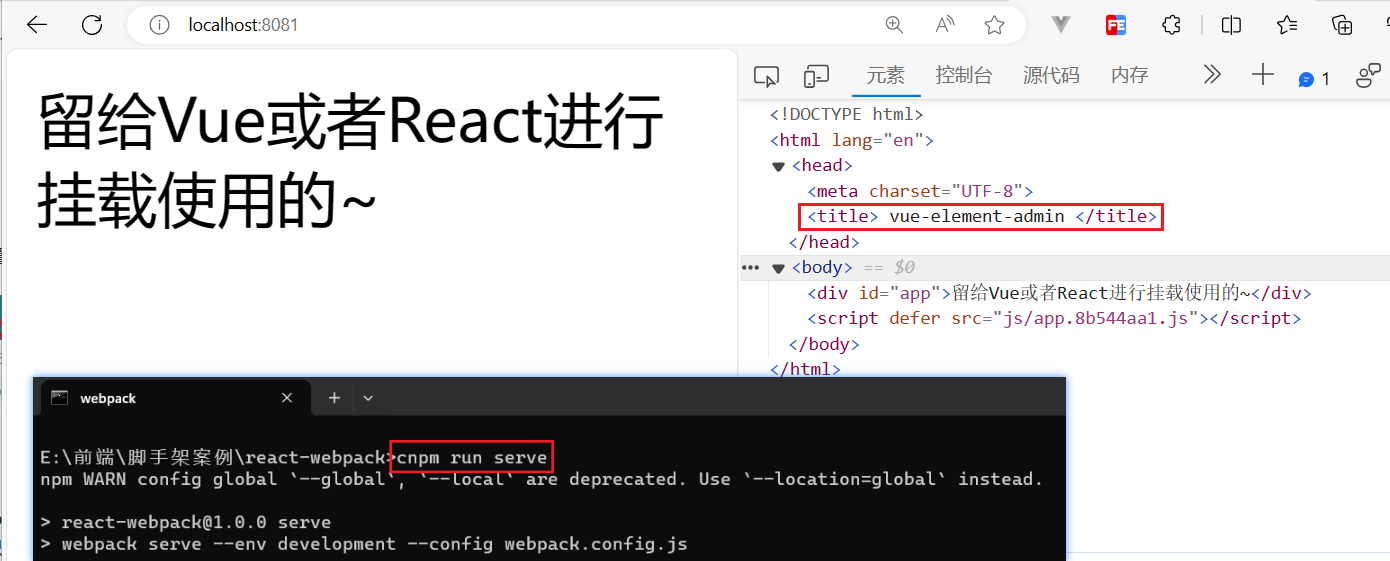 localhost:8081
留给Vue或者React进行
挂载使用的~
元素 控制台 源代码 内存 1
<!DOCTYPE html>
<html lang="en">
<head>
<meta charset="UTF-8">
<title> vue-element-admin </title>
</head>
<body> == $0
<div id="app">留给Vue或者React进行挂载使用的~</div>
<script defer src="js/app.8b544aa1.js"></script>
</body>
</html>
webpack
E:\前端\脚手架案例\react-webpack>cnpm run serve
npm WARN config global `--global`, `--local` are deprecated. Use `--location=global` instead.
> react-webpack@1.0.0 serve
> webpack serve --env development --config webpack.config.js